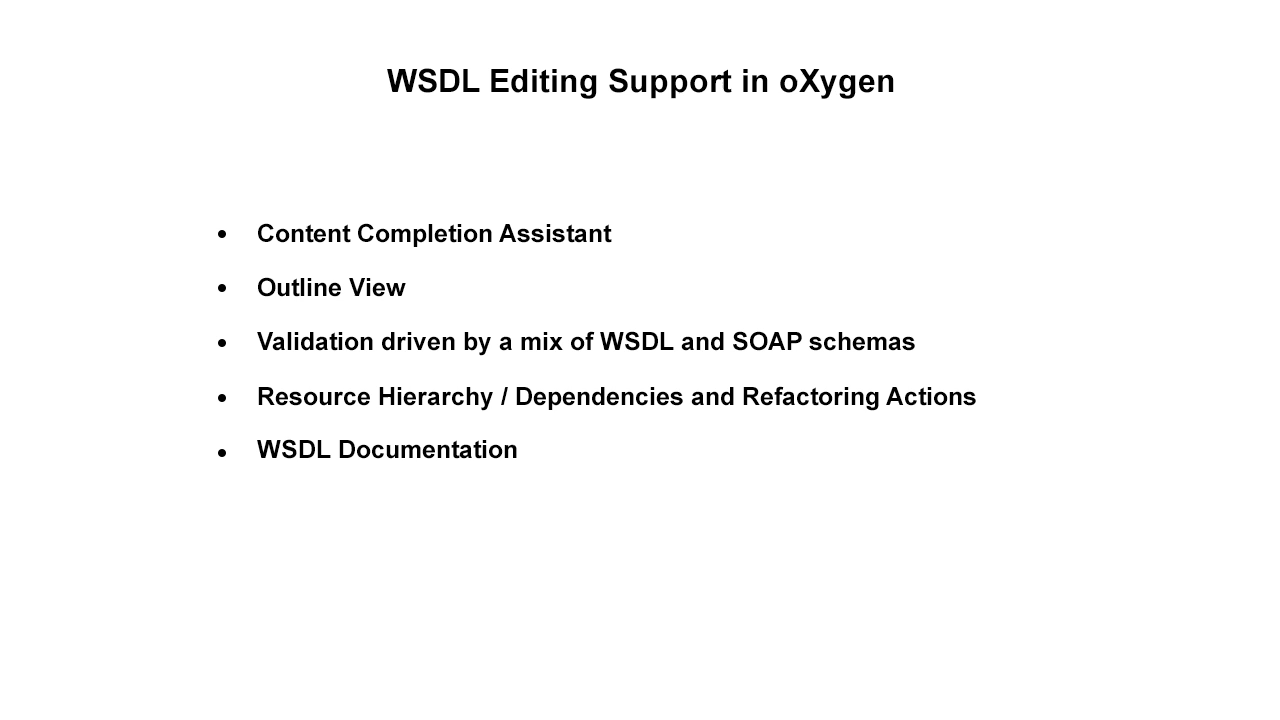 WSDL Editing Support in oXygen
• Content Completion Assistant
• Outline View
• Validation driven by a mix of WSDL and SOAP schemas
• Resource Hierarchy / Dependencies and Refactoring Actions
• WSDL Documentation